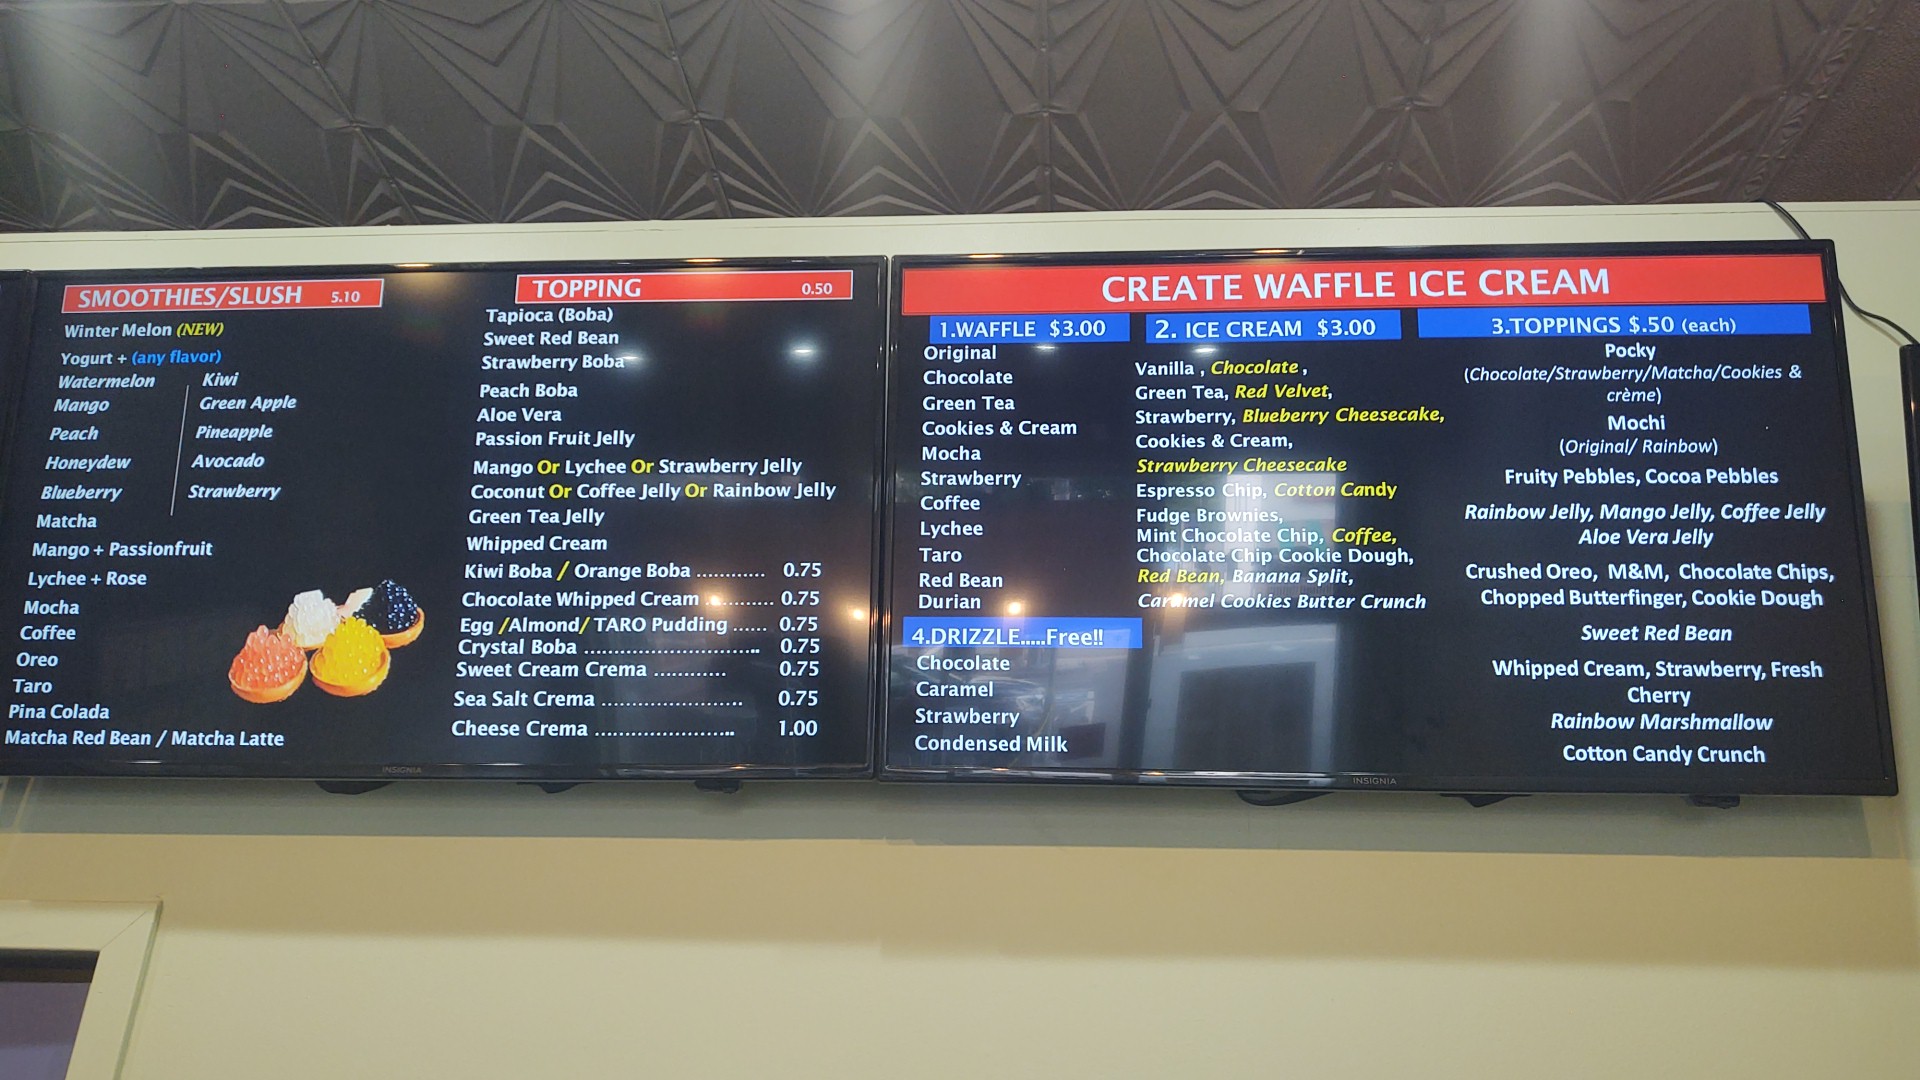 SMOOTHIES/SLUSH 5.10
Winter Melon (NEW)
Yogurt + (any flavor)
Watermelon Kiwi
Mango Green Apple
Peach Pineapple
Honeydew Avocado
Blueberry Strawberry
Matcha
Mango + Passionfruit
Lychee + Rose
Mocha
Coffee
Oreo
Taro
Pina Colada
Matcha Red Bean / Matcha Latte
TOPPING 0.50
Tapioca (Boba)
Sweet Red Bean
Strawberry Boba
Peach Boba
Aloe Vera
Passion Fruit Jelly
Mango Or Lychee Or Strawberry Jelly
Coconut Or Coffee Jelly Or Rainbow Jelly
Green Tea Jelly
Whipped Cream
Kiwi Boba / Orange Boba ............ 0.75
Chocolate Whipped Cream ........... 0.75
Egg /Almond/ TARO Pudding ...... 0.75
Crystal Boba ............................. 0.75
Sweet Cream Crema ............ 0.75
Sea Salt Crema ....................... 0.75
Cheese Crema ....................... 1.00
INSIGNIA
CREATE WAFFLE ICE CREAM
1.WAFFLE $3.00
Original
Chocolate
Green Tea
Cookies & Cream
Mocha
Strawberry
Coffee
Lychee
Taro
Red Bean
Durian
4.DRIZZLE.....Free!!
Chocolate
Caramel
Strawberry
Condensed Milk
2. ICE CREAM $3.00
Vanilla , Chocolate ,
Green Tea, Red Velvet,
Strawberry, Blueberry Cheesecake,
Cookies & Cream,
Strawberry Cheesecake
Espresso Chip, Cotton Candy
Fudge Brownies,
Mint Chocolate Chip, Coffee,
Chocolate Chip Cookie Dough,
Red Bean, Banana Split,
Caramel Cookies Butter Crunch
3.TOPPINGS $.50 (each)
Pocky
(Chocolate/Strawberry/Matcha/Cookies &
crème)
Mochi
(Original/ Rainbow)
Fruity Pebbles, Cocoa Pebbles
Rainbow Jelly, Mango Jelly, Coffee Jelly
Aloe Vera Jelly
Crushed Oreo, M&M, Chocolate Chips,
Chopped Butterfinger, Cookie Dough
Sweet Red Bean
Whipped Cream, Strawberry, Fresh
Cherry
Rainbow Marshmallow
Cotton Candy Crunch
INSIGNIA